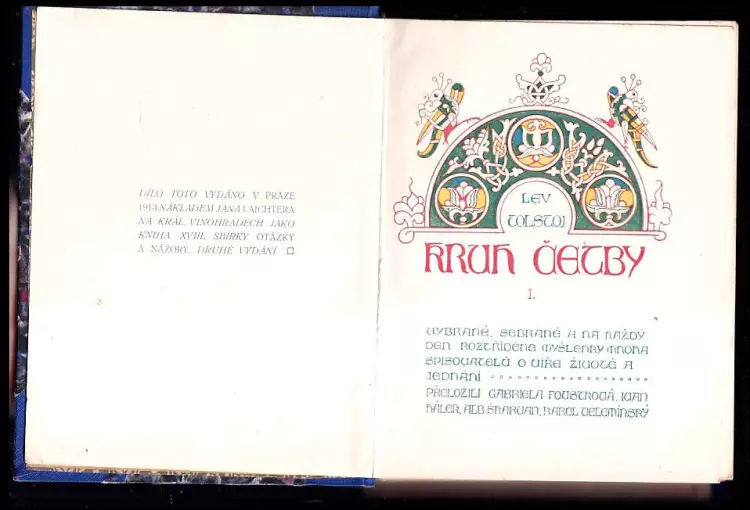 DÍLO TOTO VYDÁNO V PRAZE
1913 NÁKLADEM JANA LAICHTERA
NA KRÁL. VINOHRADECH JAKO
KNIHA XVIII. SBÍRKY OTÁZKY
A NÁZORY. DRUHÉ VYDÁNÍ
LEV
TOLSTOJ
KRUH ČETBY
I.
VYBRANÉ, SEBRANÉ A NA KAŽDÝ
DEN ROZTŘÍDĚNÉ MYŠLENKY MNOHA
SPISOVATELŮ O VÍŘE ŽIVOTĚ A
JEDNÁNÍ
PŘELOŽILI GABRIELA FOUSTKOVÁ, IVAN
HÁLEK, ALB. ŠKARVAN, KAREL VELEMÍNSKÝ